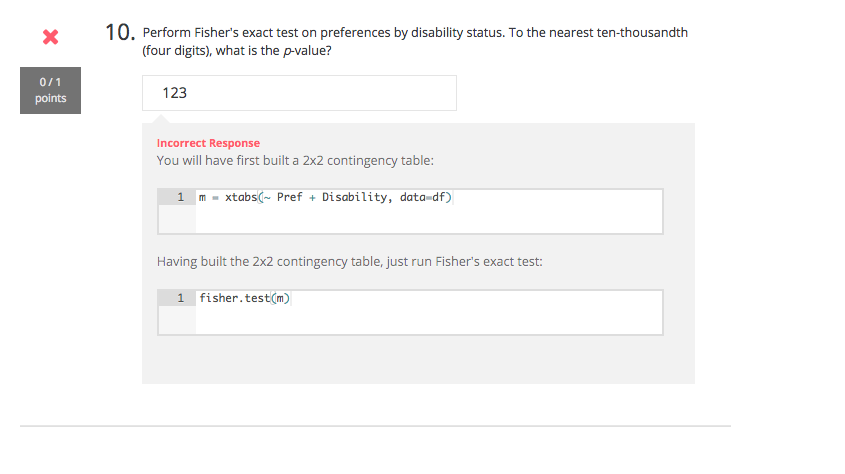 10. Perform Fisher's exact test on preferences by disability status. To the nearest ten-thousandth
(four digits), what is the p-value?
0 / 1
points
123
Incorrect Response
You will have first built a 2x2 contingency table:
1 m = xtabs(~ Pref + Disability, data=df)
Having built the 2x2 contingency table, just run Fisher's exact test:
1 fisher.test(m)